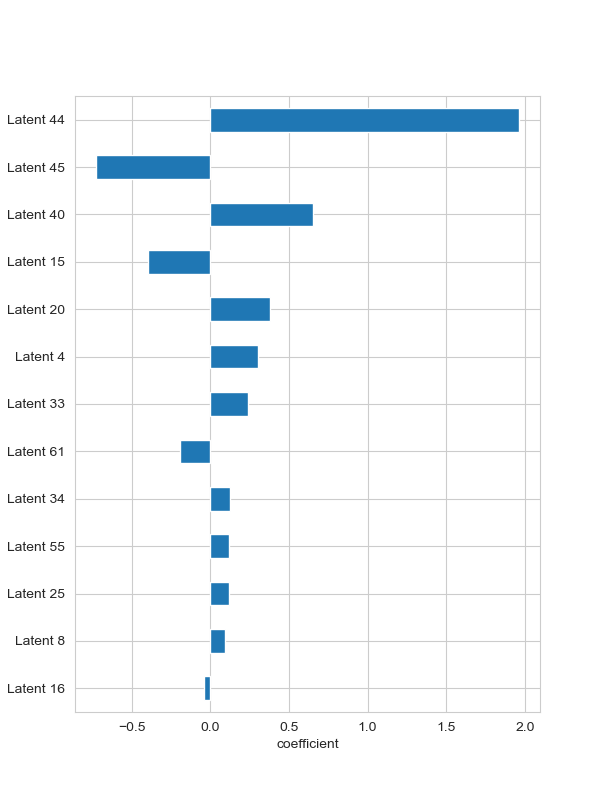 Latent 44
Latent 45
Latent 40
Latent 15
Latent 20
Latent 4
Latent 33
Latent 61
Latent 34
Latent 55
Latent 25
Latent 8
Latent 16
−0.5 0.0 0.5 1.0 1.5 2.0
coefficient